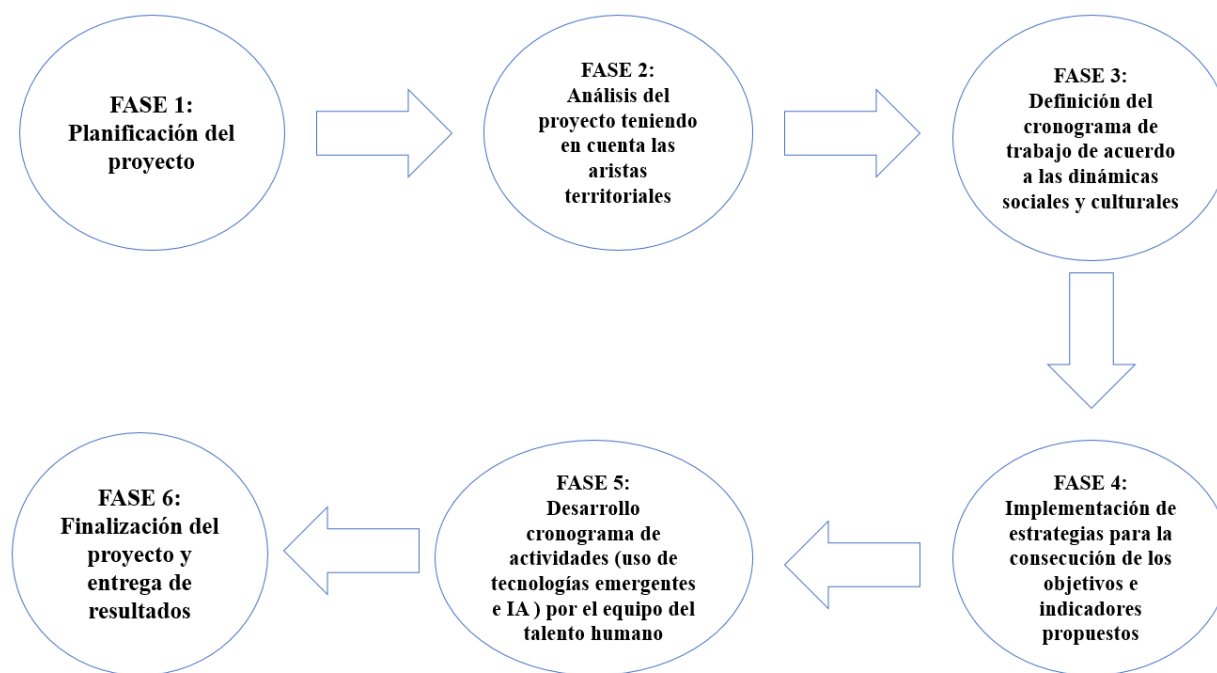 FASE 1:
Planificación del
proyecto
FASE 2:
Análisis del
proyecto teniendo
en cuenta las
aristas
territoriales
FASE 3:
Definición del
cronograma de
trabajo de acuerdo
a las dinámicas
sociales y culturales
FASE 4:
Implementación de
estrategias para la
consecución de los
objetivos e
indicadores
propuestos
FASE 5:
Desarrollo
cronograma de
actividades (uso de
tecnologías emergentes
e IA ) por el equipo del
talento humano
FASE 6:
Finalización del
proyecto y
entrega de
resultados